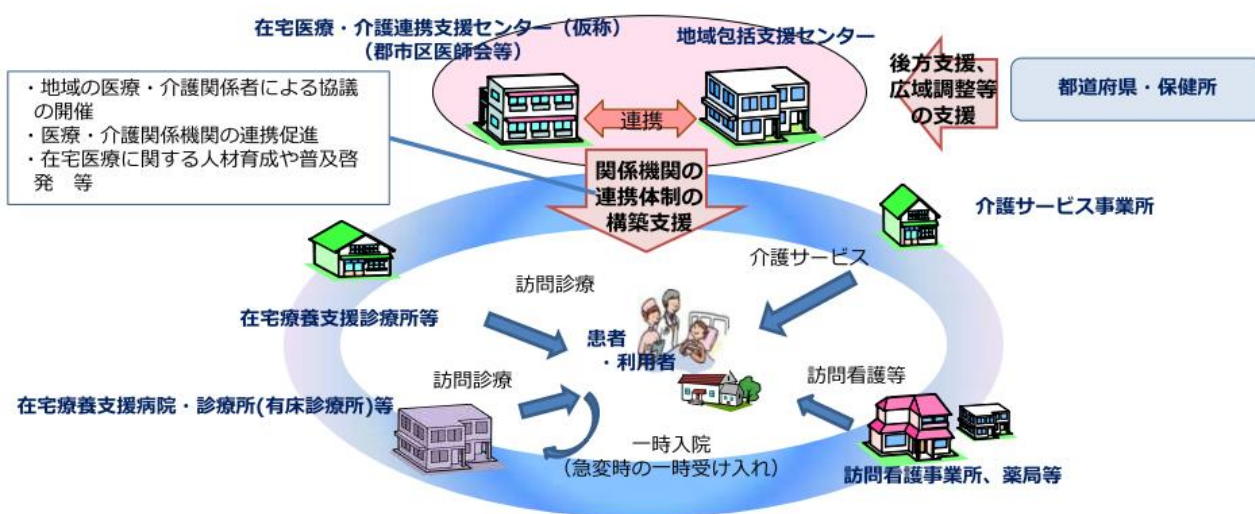 在宅医療・介護連携支援センター（仮称）
（郡市区医師会等）
地域包括支援センター
連携
後方支援、
広域調整等
の支援
都道府県・保健所
・地域の医療・介護関係者による協議
の開催
・医療・介護関係機関の連携促進
・在宅医療に関する人材育成や普及啓
発　等
関係機関の
連携体制の
構築支援
介護サービス事業所
介護サービス
訪問診療
在宅療養支援診療所等
患者
・利用者
訪問診療
訪問看護等
在宅療養支援病院・診療所(有床診療所)等
一時入院
（急変時の一時受け入れ）
訪問看護事業所、薬局等